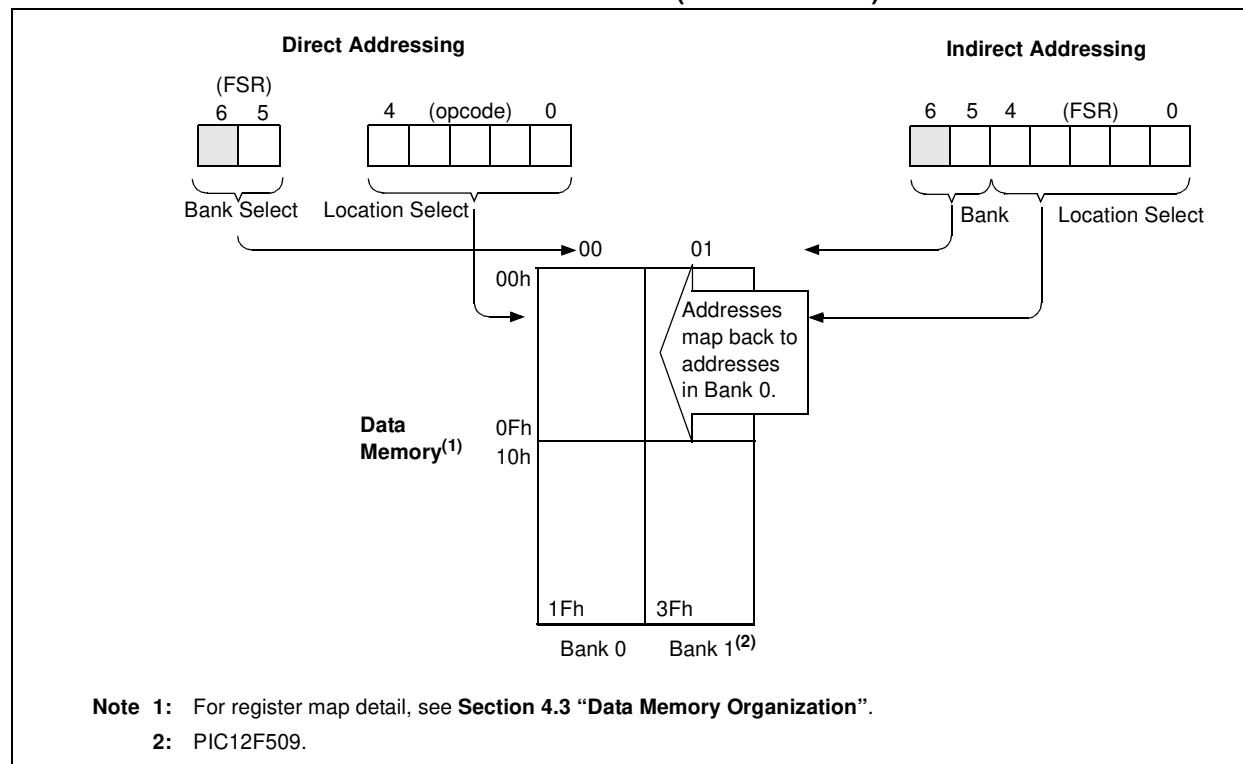 Direct Addressing
(FSR)
6 5
4 (opcode) 0
Bank Select
Location Select
Indirect Addressing
6 5 4 (FSR) 0
Bank
Location Select
00 01
00h
Addresses
map back to
addresses
in Bank 0.
Data
Memory(1)
0Fh
10h
1Fh
3Fh
Bank 0
Bank 1(2)
Note 1: For register map detail, see Section 4.3 “Data Memory Organization”.
2: PIC12F509.